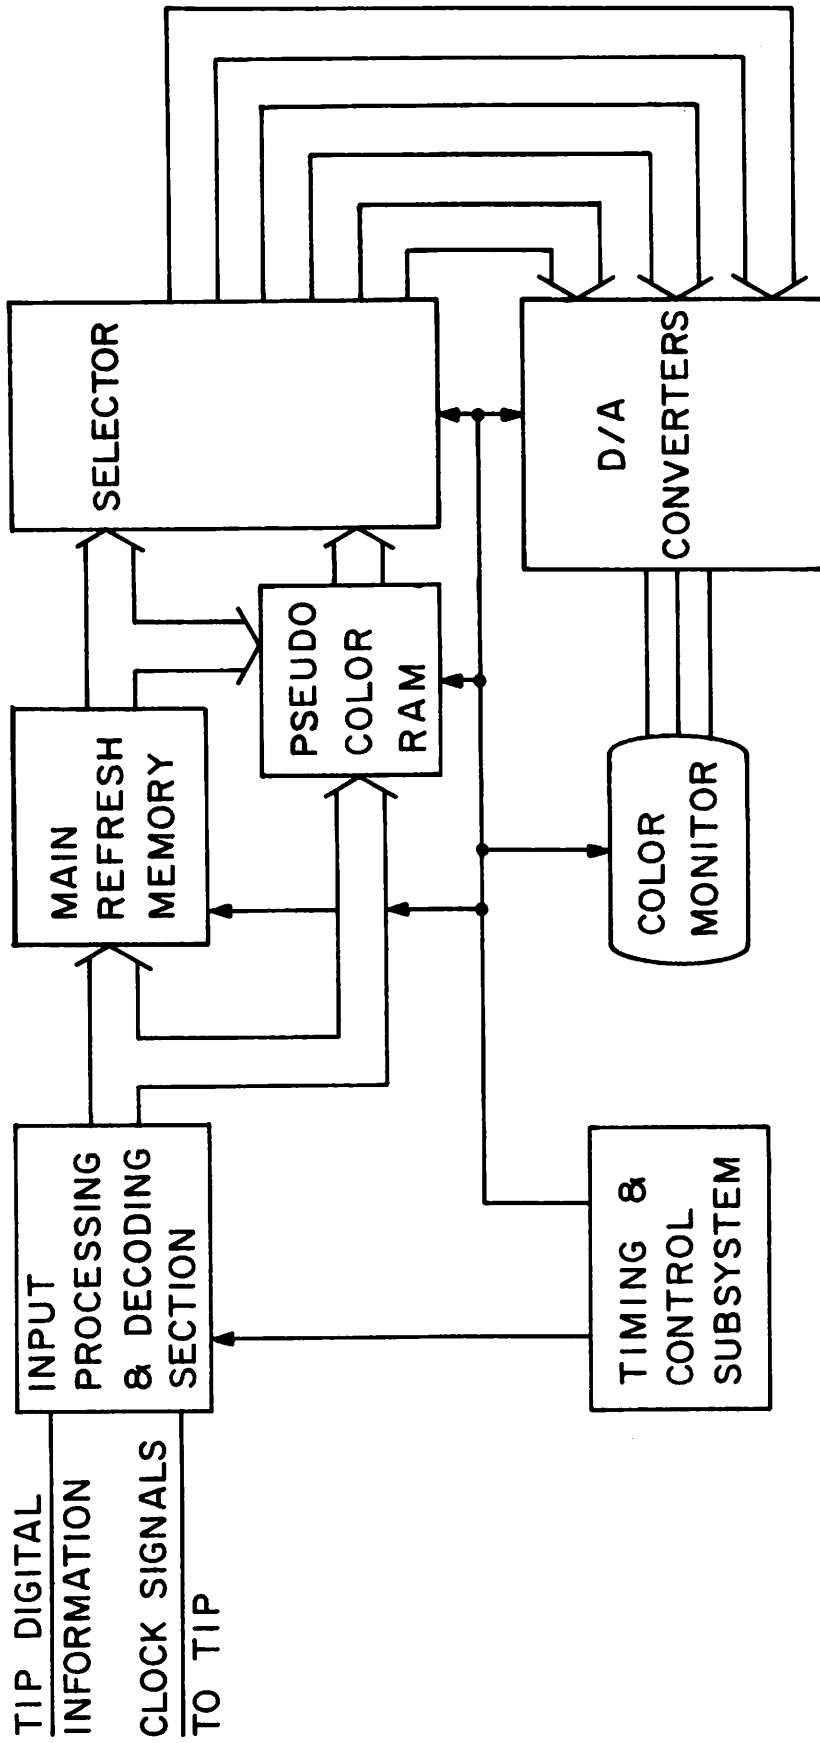 TIP DIGITAL
INFORMATION
CLOCK SIGNALS
TO TIP
INPUT
PROCESSING
& DECODING
SECTION
MAIN
REFRESH
MEMORY
SELECTOR
PSEUDO
COLOR
RAM
TIMING &
CONTROL
SUBSYSTEM
COLOR
MONITOR
D/A
CONVERTERS